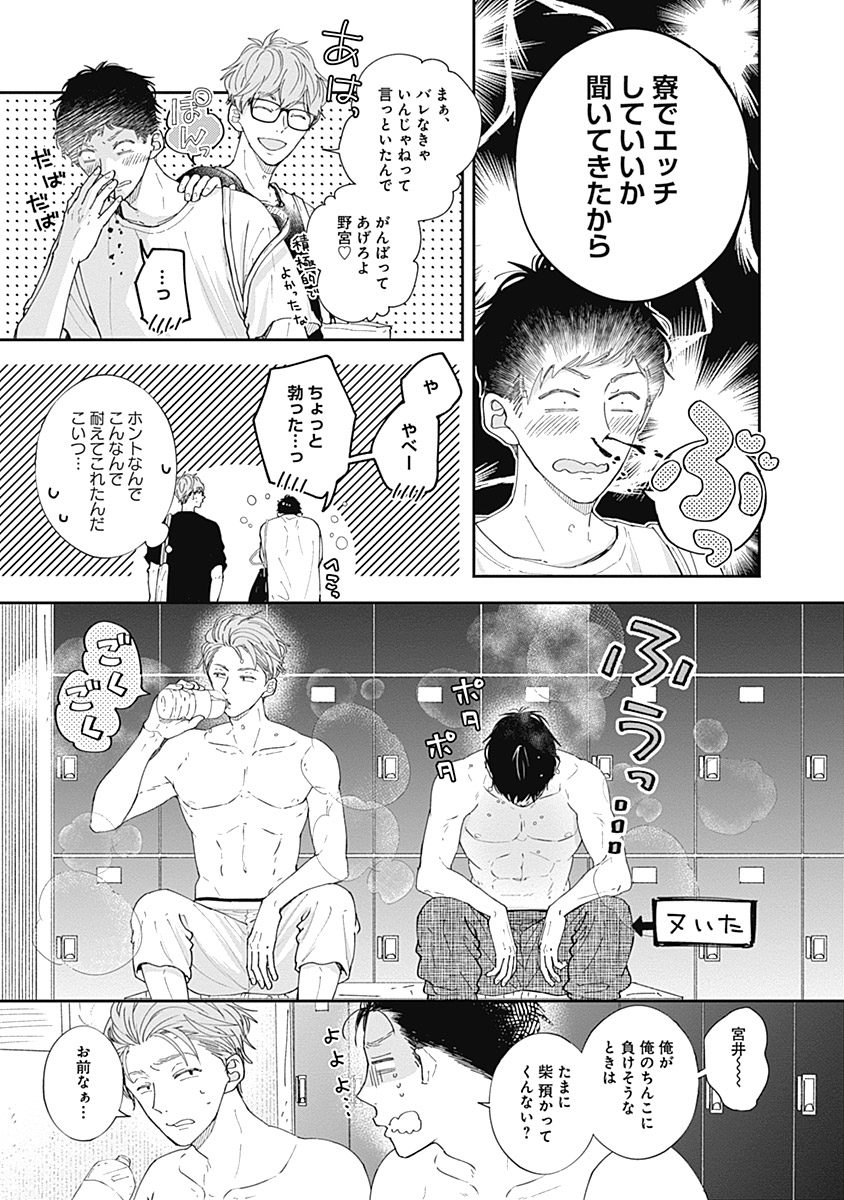 寮でエッチ
していいか
聞いてきたから
ぷうう
まぁ、
バレなきゃ
いんじゃねって
言っといたんで
がんばって
あげろよ
野宮♡
積極的で
よかったな
あはっ
ぽんっ
だば
だば
…っ
や
やべー
ちょっと
勃った…っ
ヘコ…
ホントなんで
こんなんで
耐えてこれたんだ
こいつ…
ふうっ…
ポタ
ポタ
ヌいた
ごく
ごく
宮井〜〜
俺が
俺のちんこに
負けそうな
ときは
たまに
柴預かって
くんない?
よよよ…
お前なぁ…